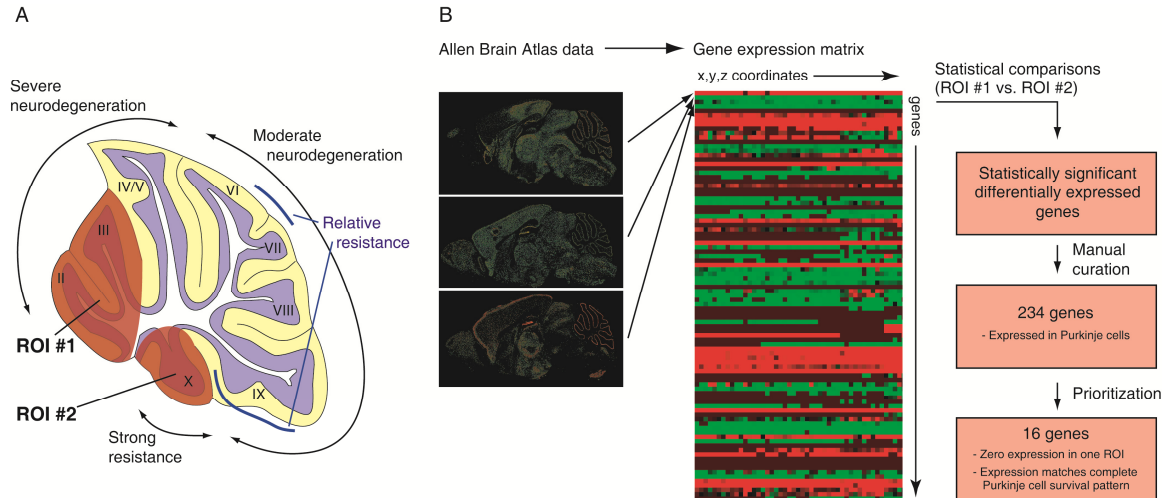 A
Severe
neurodegeneration
Moderate
neurodegeneration
IV/V
VI
Relative
resistance
III
VII
II
VIII
ROI #1
X
IX
ROI #2
Strong
resistance
B
Allen Brain Atlas data
Gene expression matrix
x,y,z coordinates
genes
Statistical comparisons
(ROI #1 vs. ROI #2)
Statistically significant
differentially expressed
genes
Manual
curation
234 genes
- Expressed in Purkinje cells
Prioritization
16 genes
- Zero expression in one ROI
- Expression matches complete
Purkinje cell survival pattern